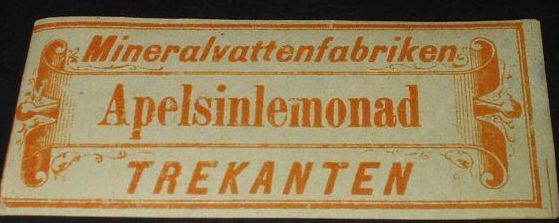 Mineralvattenfabriken
Apelsinlemonad
TREKANTEN